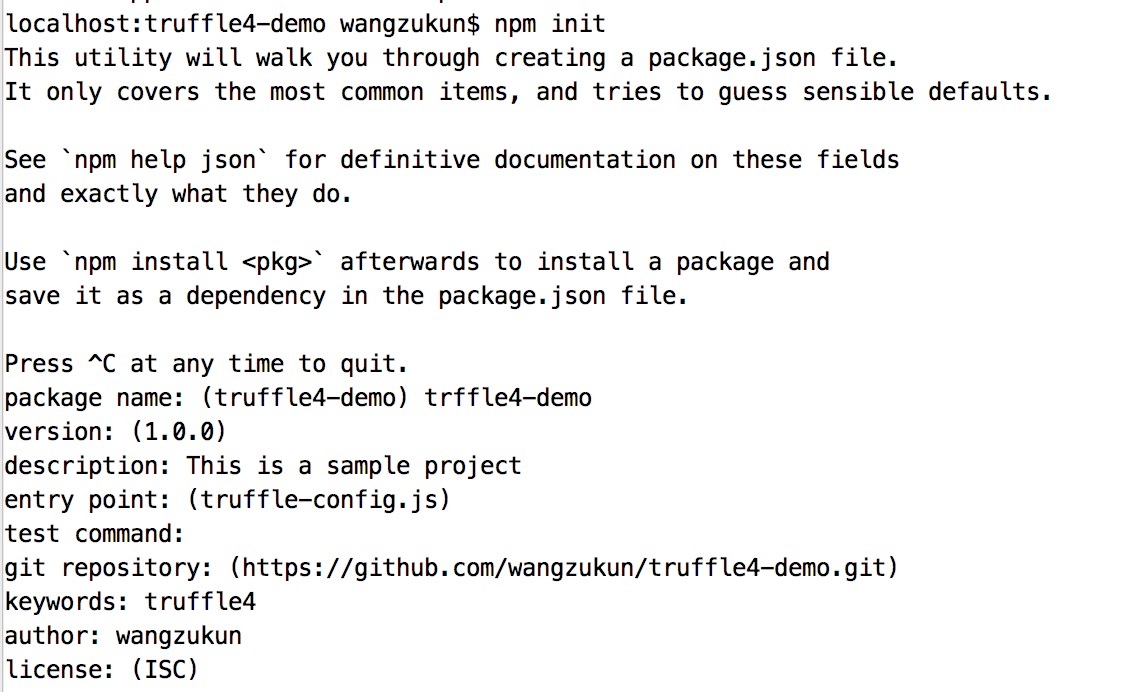 localhost:truffle4-demo wangzukun$ npm init
This utility will walk you through creating a package.json file.
It only covers the most common items, and tries to guess sensible defaults.
See `npm help json` for definitive documentation on these fields
and exactly what they do.
Use `npm install <pkg>` afterwards to install a package and
save it as a dependency in the package.json file.
Press ^C at any time to quit.
package name: (truffle4-demo) trffle4-demo
version: (1.0.0)
description: This is a sample project
entry point: (truffle-config.js)
test command:
git repository: (https://github.com/wangzukun/truffle4-demo.git)
keywords: truffle4
author: wangzukun
license: (ISC)